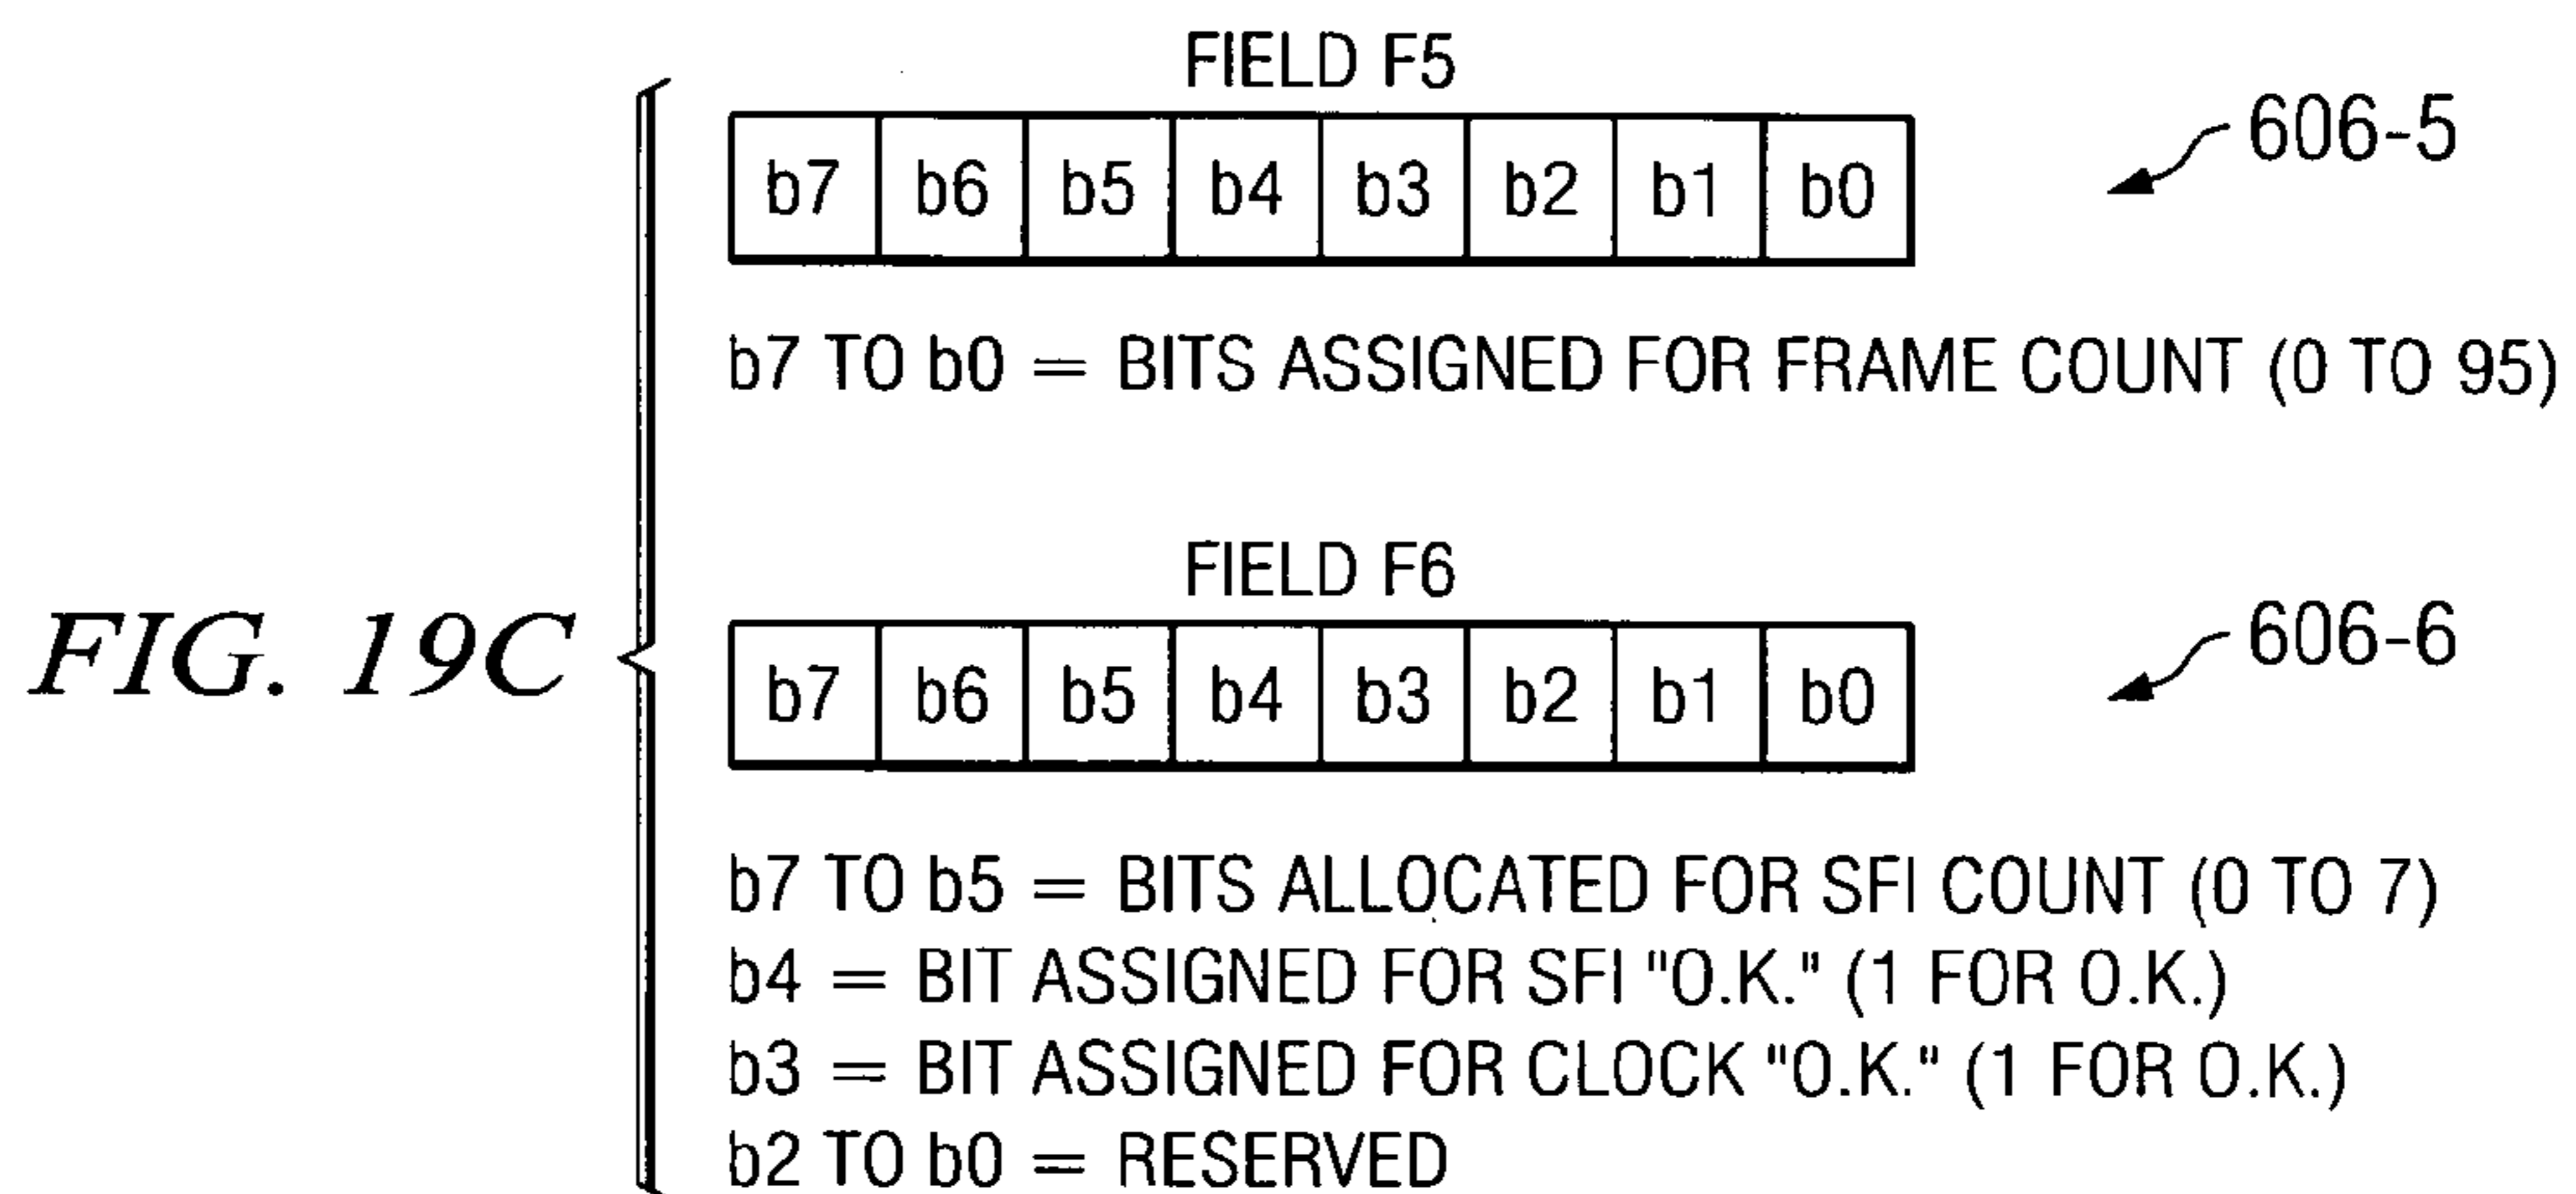 FIELD F5
b7 b6 b5 b4 b3 b2 b1 b0
606-5
b7 TO b0 = BITS ASSIGNED FOR FRAME COUNT (0 TO 95)
FIELD F6
FIG. 19C
b7 b6 b5 b4 b3 b2 b1 b0
606-6
b7 TO b5 = BITS ALLOCATED FOR SFI COUNT (0 TO 7)
b4 = BIT ASSIGNED FOR SFI "O.K." (1 FOR O.K.)
b3 = BIT ASSIGNED FOR CLOCK "O.K." (1 FOR O.K.)
b2 TO b0 = RESERVED